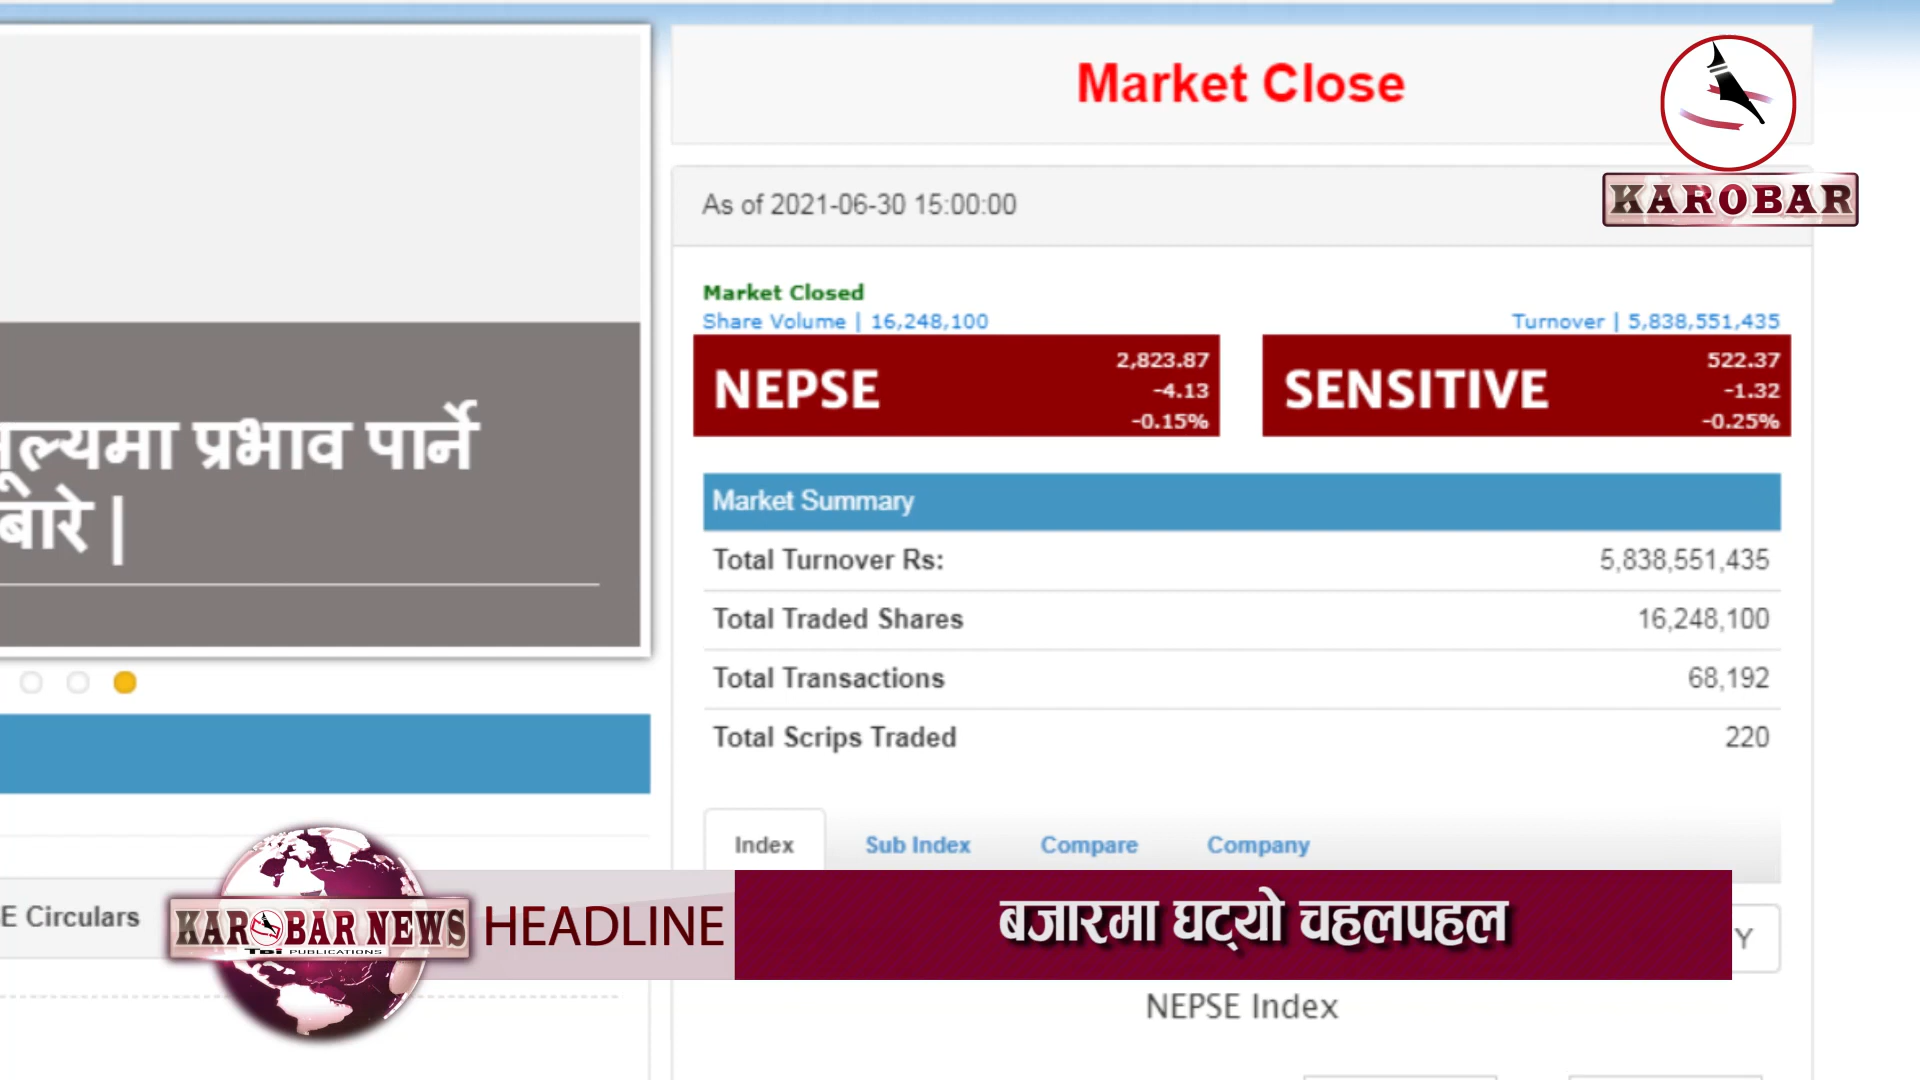 Market Close
KAROBAR
As of 2021-06-30 15:00:00
Market Closed
Share Volume | 16,248,100
Turnover | 5,838,551,435
NEPSE
2,823.87
-4.13
-0.15%
SENSITIVE
522.37
-1.32
-0.25%
मूल्यमा प्रभाव पार्ने
बारे |
Market Summary
Total Turnover Rs: 5,838,551,435
Total Traded Shares 16,248,100
Total Transactions 68,192
Total Scrips Traded 220
Index Sub Index Compare Company
E Circulars
KAROBAR NEWS
TBI PUBLICATIONS
HEADLINE
बजारमा घट्यो चहलपहल
Y
NEPSE Index